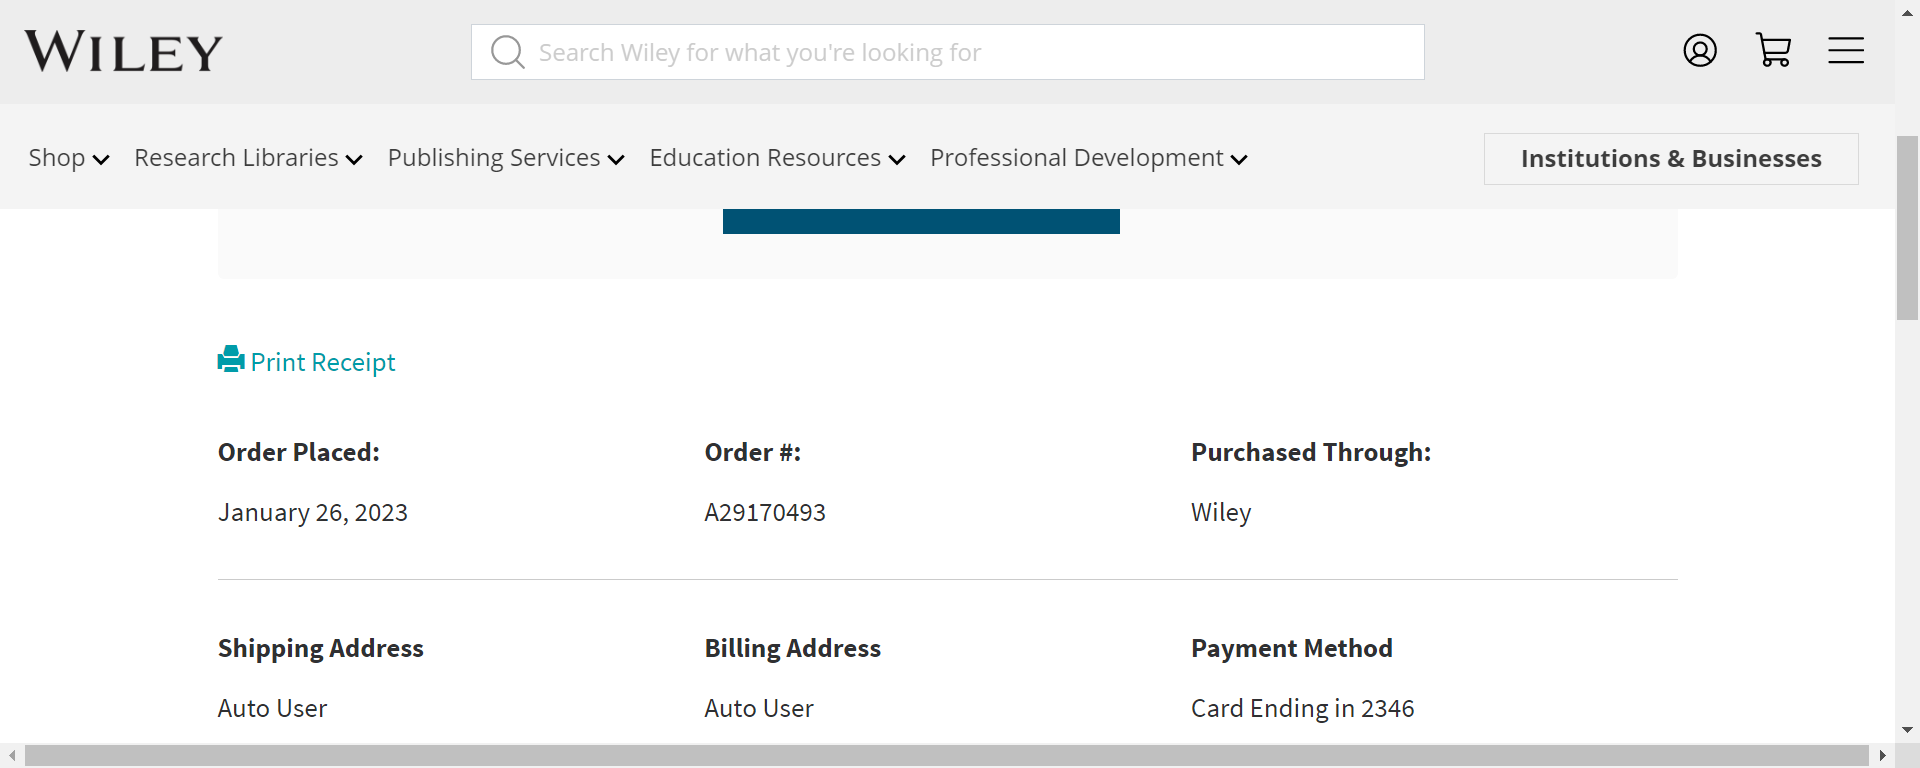 WILEY
Search Wiley for what you're looking for
Shop Research Libraries Publishing Services Education Resources Professional Development Institutions & Businesses
Print Receipt
Order Placed: Order #: Purchased Through:
January 26, 2023 A29170493 Wiley
Shipping Address Billing Address Payment Method
Auto User Auto User Card Ending in 2346